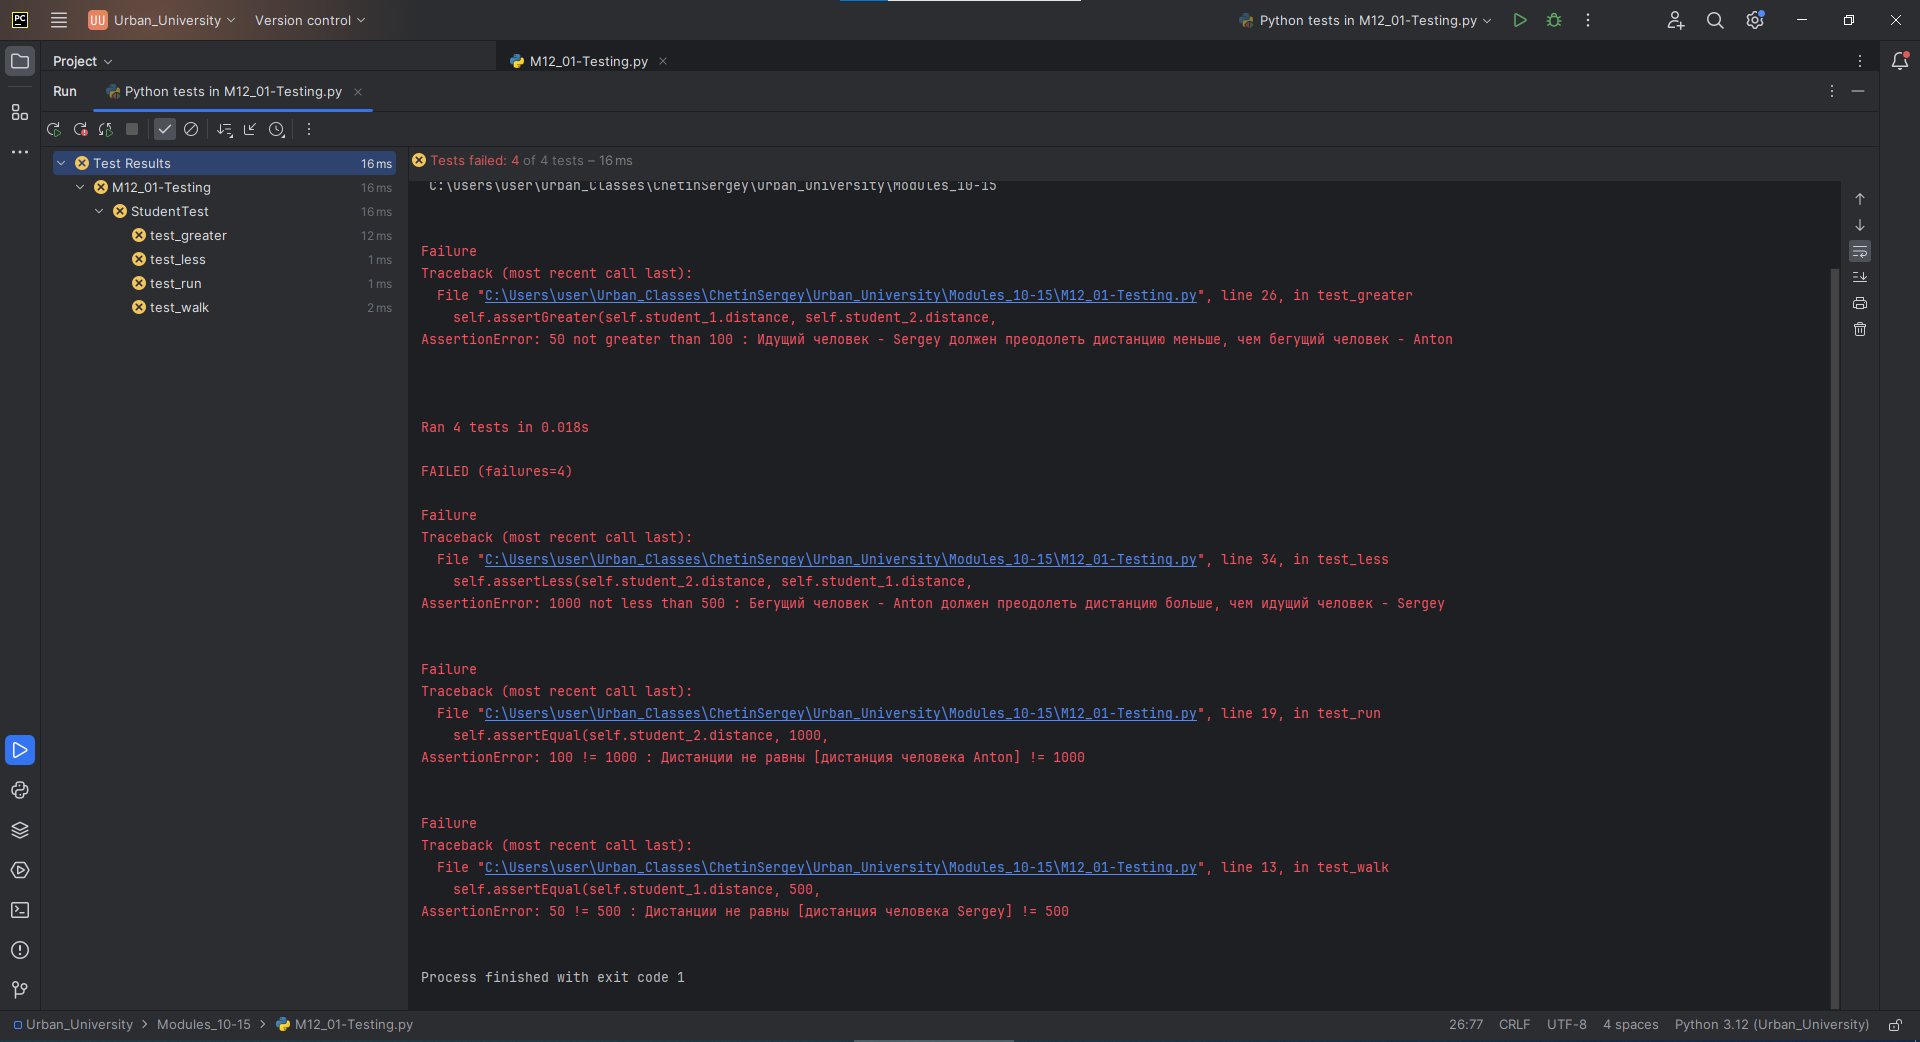 PC
UU Urban_University
Version control
Python tests in M12_01-Testing.py
Project
M12_01-Testing.py
Run
Python tests in M12_01-Testing.py
Test Results 16 ms
M12_01-Testing 16 ms
StudentTest 16 ms
test_greater 12 ms
test_less 1 ms
test_run 1 ms
test_walk 2 ms
Tests failed: 4 of 4 tests – 16 ms
C:\Users\User\Urban_Classes\ChetinSergey\Urban_University\Modules_10-15
Failure
Traceback (most recent call last):
File "C:\Users\user\Urban_Classes\ChetinSergey\Urban_University\Modules_10-15\M12_01-Testing.py", line 26, in test_greater
self.assertGreater(self.student_1.distance, self.student_2.distance,
AssertionError: 50 not greater than 100 : Идущий человек - Sergey должен преодолеть дистанцию меньше, чем бегущий человек - Anton
Ran 4 tests in 0.018s
FAILED (failures=4)
Failure
Traceback (most recent call last):
File "C:\Users\user\Urban_Classes\ChetinSergey\Urban_University\Modules_10-15\M12_01-Testing.py", line 34, in test_less
self.assertLess(self.student_2.distance, self.student_1.distance,
AssertionError: 1000 not less than 500 : Бегущий человек - Anton должен преодолеть дистанцию больше, чем идущий человек - Sergey
Failure
Traceback (most recent call last):
File "C:\Users\user\Urban_Classes\ChetinSergey\Urban_University\Modules_10-15\M12_01-Testing.py", line 19, in test_run
self.assertEqual(self.student_2.distance, 1000,
AssertionError: 100 != 1000 : Дистанции не равны [дистанция человека Anton] != 1000
Failure
Traceback (most recent call last):
File "C:\Users\user\Urban_Classes\ChetinSergey\Urban_University\Modules_10-15\M12_01-Testing.py", line 13, in test_walk
self.assertEqual(self.student_1.distance, 500,
AssertionError: 50 != 500 : Дистанции не равны [дистанция человека Sergey] != 500
Process finished with exit code 1
Urban_University > Modules_10-15 > M12_01-Testing.py
26:77 CRLF UTF-8 4 spaces Python 3.12 (Urban_University)